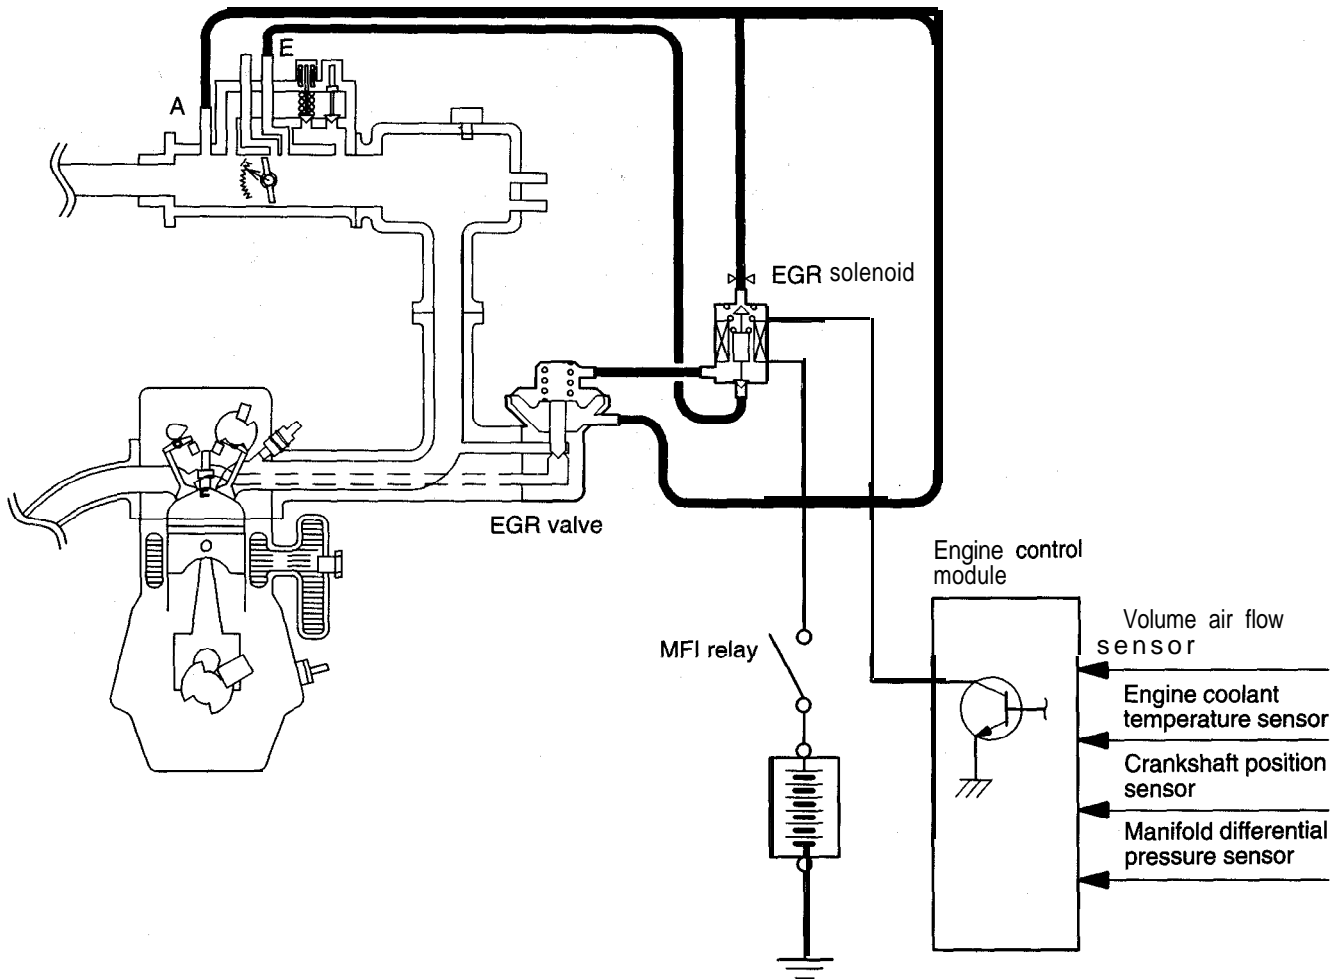 E
A
EGR solenoid
EGR valve
Engine control
module
MFI relay
Volume air flow
sensor
Engine coolant
temperature sensor
Crankshaft position
sensor
Manifold differential
pressure sensor